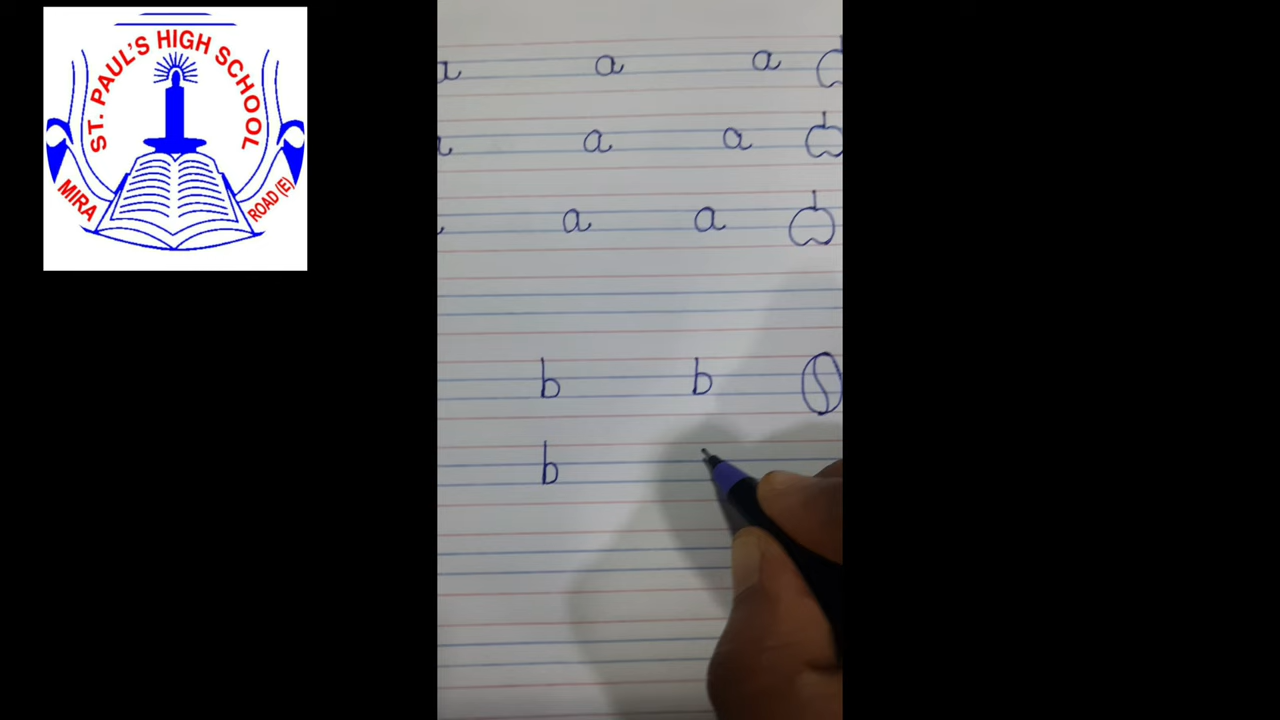 ST. PAUL'S HIGH SCHOOL
MIRA ROAD (E)
a a a
a a a
a a
b b
b